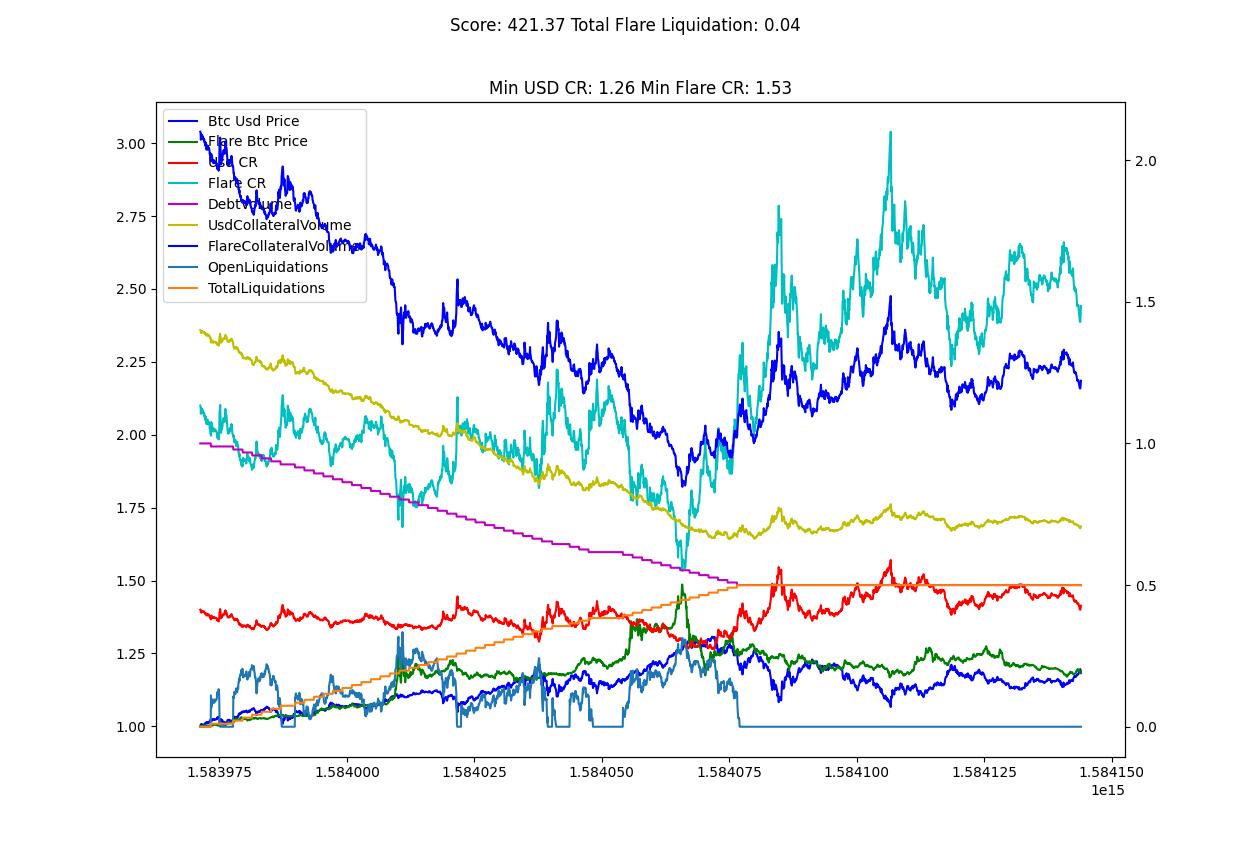 Score: 421.37 Total Flare Liquidation: 0.04
Min USD CR: 1.26 Min Flare CR: 1.53
Btc Usd Price
Flare Btc Price
Usd CR
Flare CR
DebtVolume
UsdCollateralVolume
FlareCollateralVolume
OpenLiquidations
TotalLiquidations
3.00
2.75
2.50
2.25
2.00
1.75
1.50
1.25
1.00
2.0
1.5
1.0
0.5
0.0
1.583975 1.584000 1.584025 1.584050 1.584075 1.584100 1.584125 1.584150
1e15